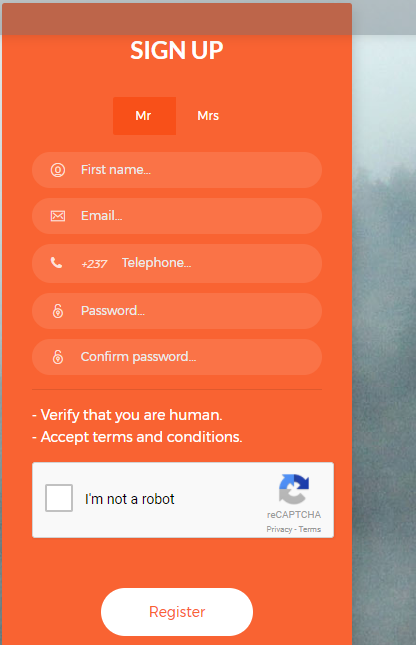 SIGN UP
Mr Mrs
First name...
Email...
+237 Telephone...
Password...
Confirm password...
- Verify that you are human.
- Accept terms and conditions.
I'm not a robot
reCAPTCHA
Privacy - Terms
Register